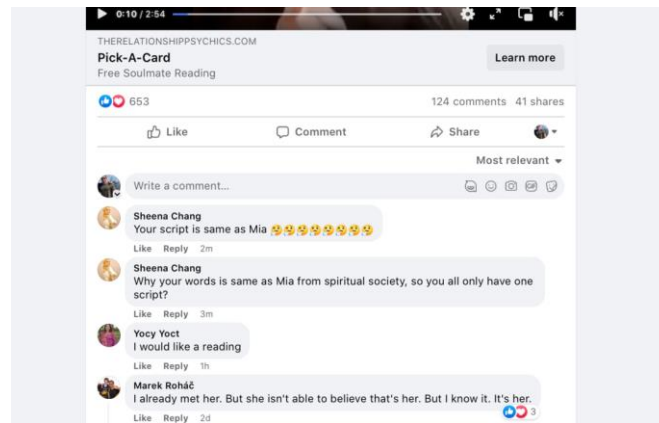 0:10 / 2:54
THERELATIONSHIPPSYCHICS.COM
Pick-A-Card
Free Soulmate Reading
Learn more
653
124 comments 41 shares
Like
Comment
Share
Most relevant
Write a comment...
GIF
Sheena Chang
Your script is same as Mia
Like Reply 2m
Sheena Chang
Why your words is same as Mia from spiritual society, so you all only have one
script?
Like Reply 3m
Yocy Yoct
I would like a reading
Like Reply 1h
Marek Roháč
I already met her. But she isn't able to believe that's her. But I know it. It's her.
3
Like Reply 2d